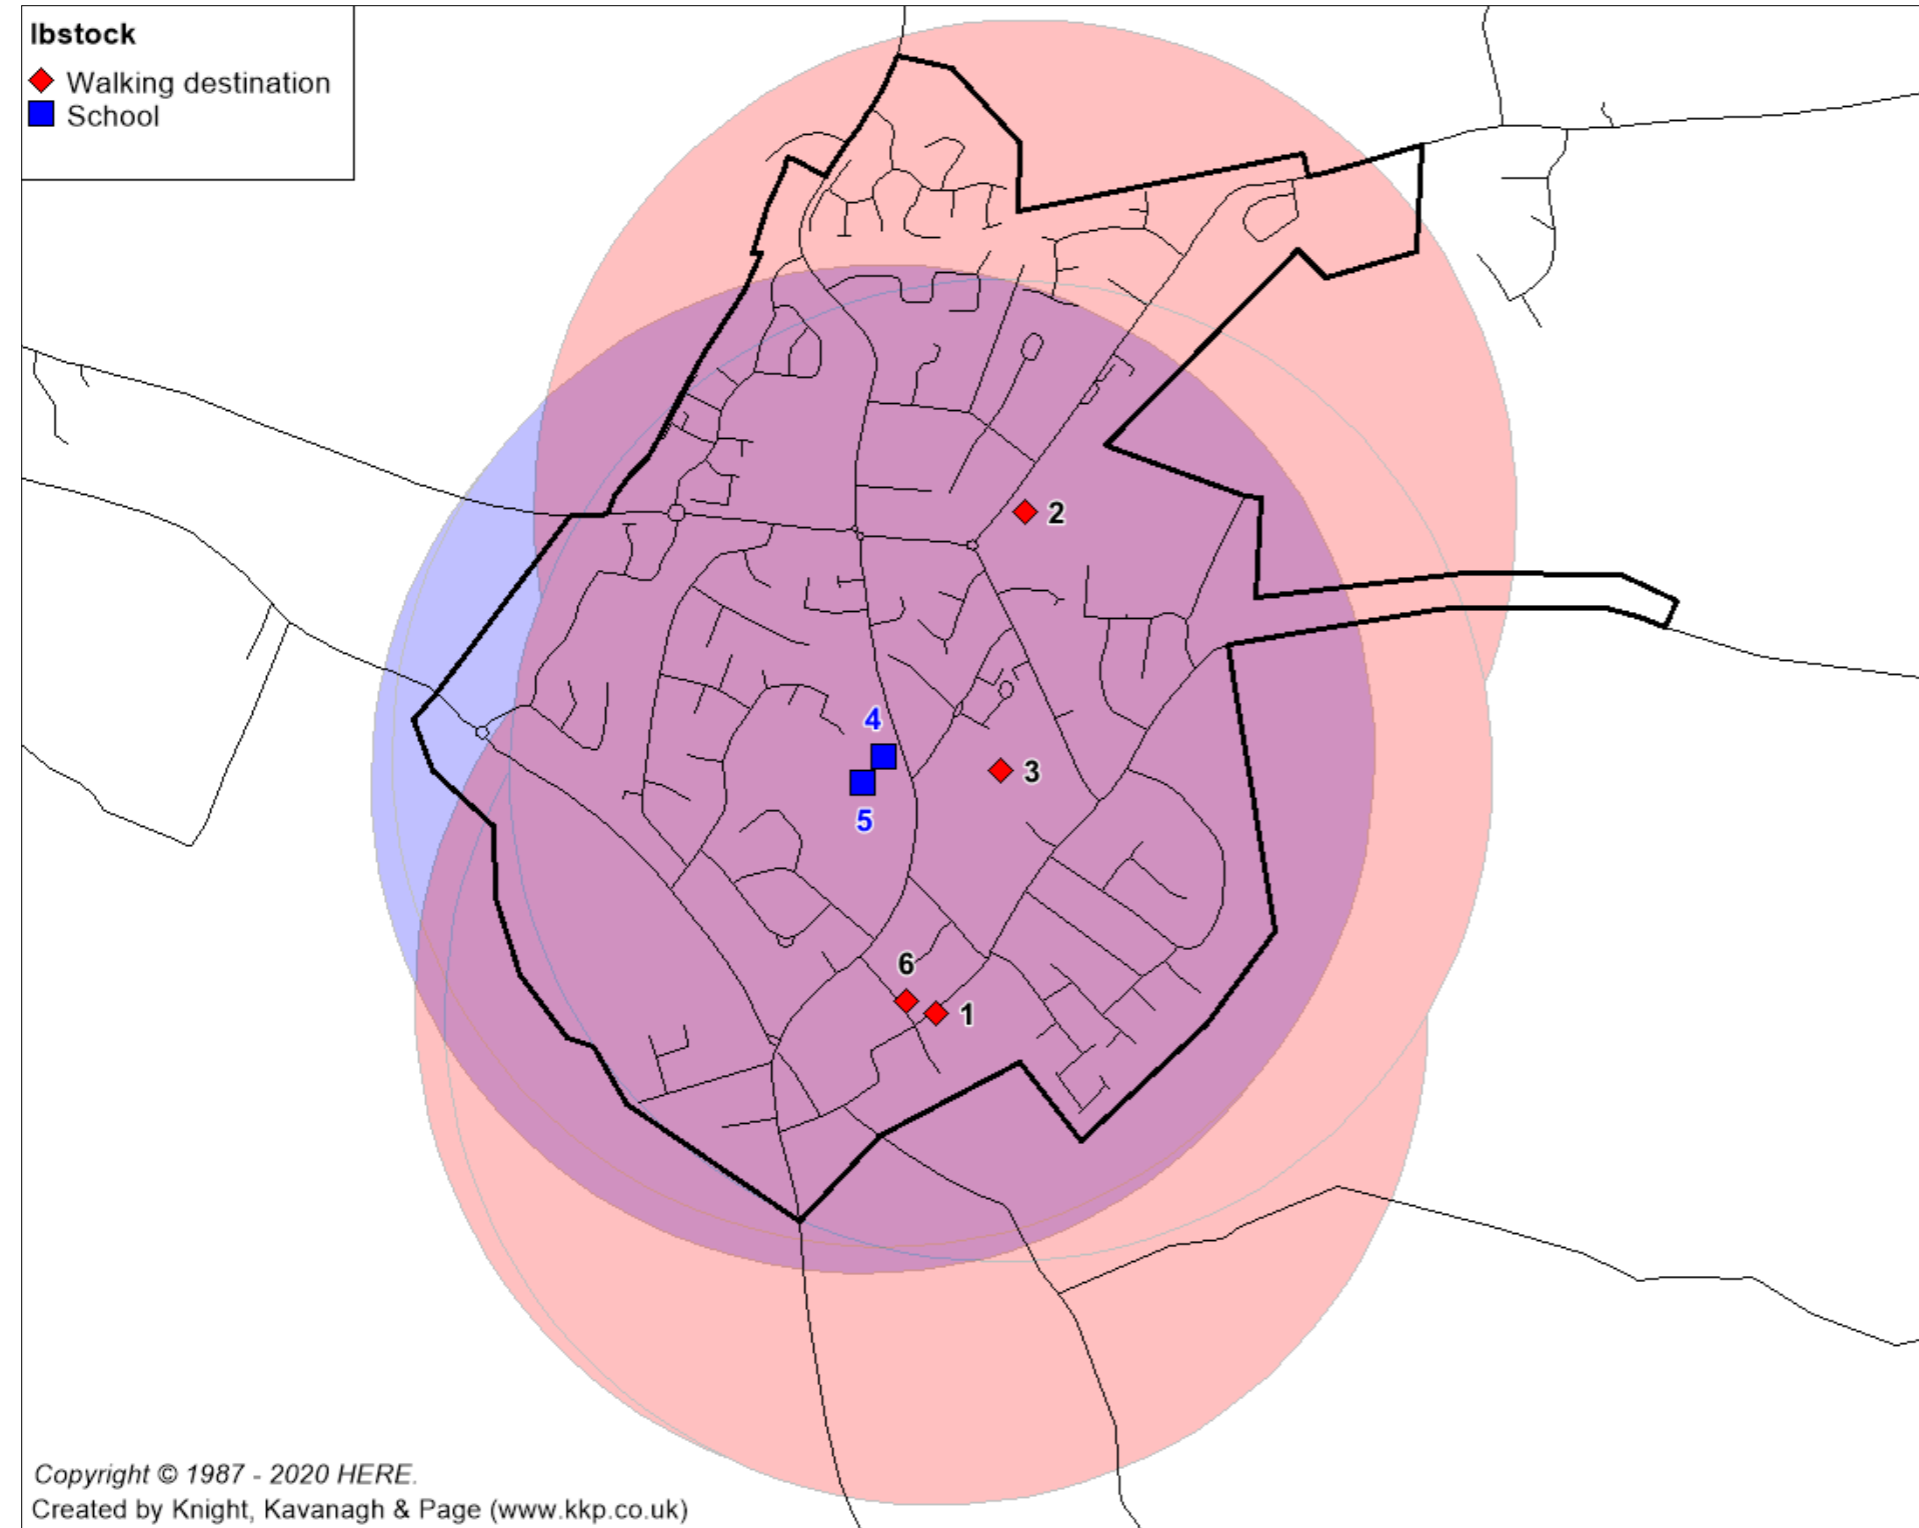 Ibstock
Walking destination
School
2
4
3
5
6
1
Copyright © 1987 - 2020 HERE.
Created by Knight, Kavanagh & Page (www.kkp.co.uk)